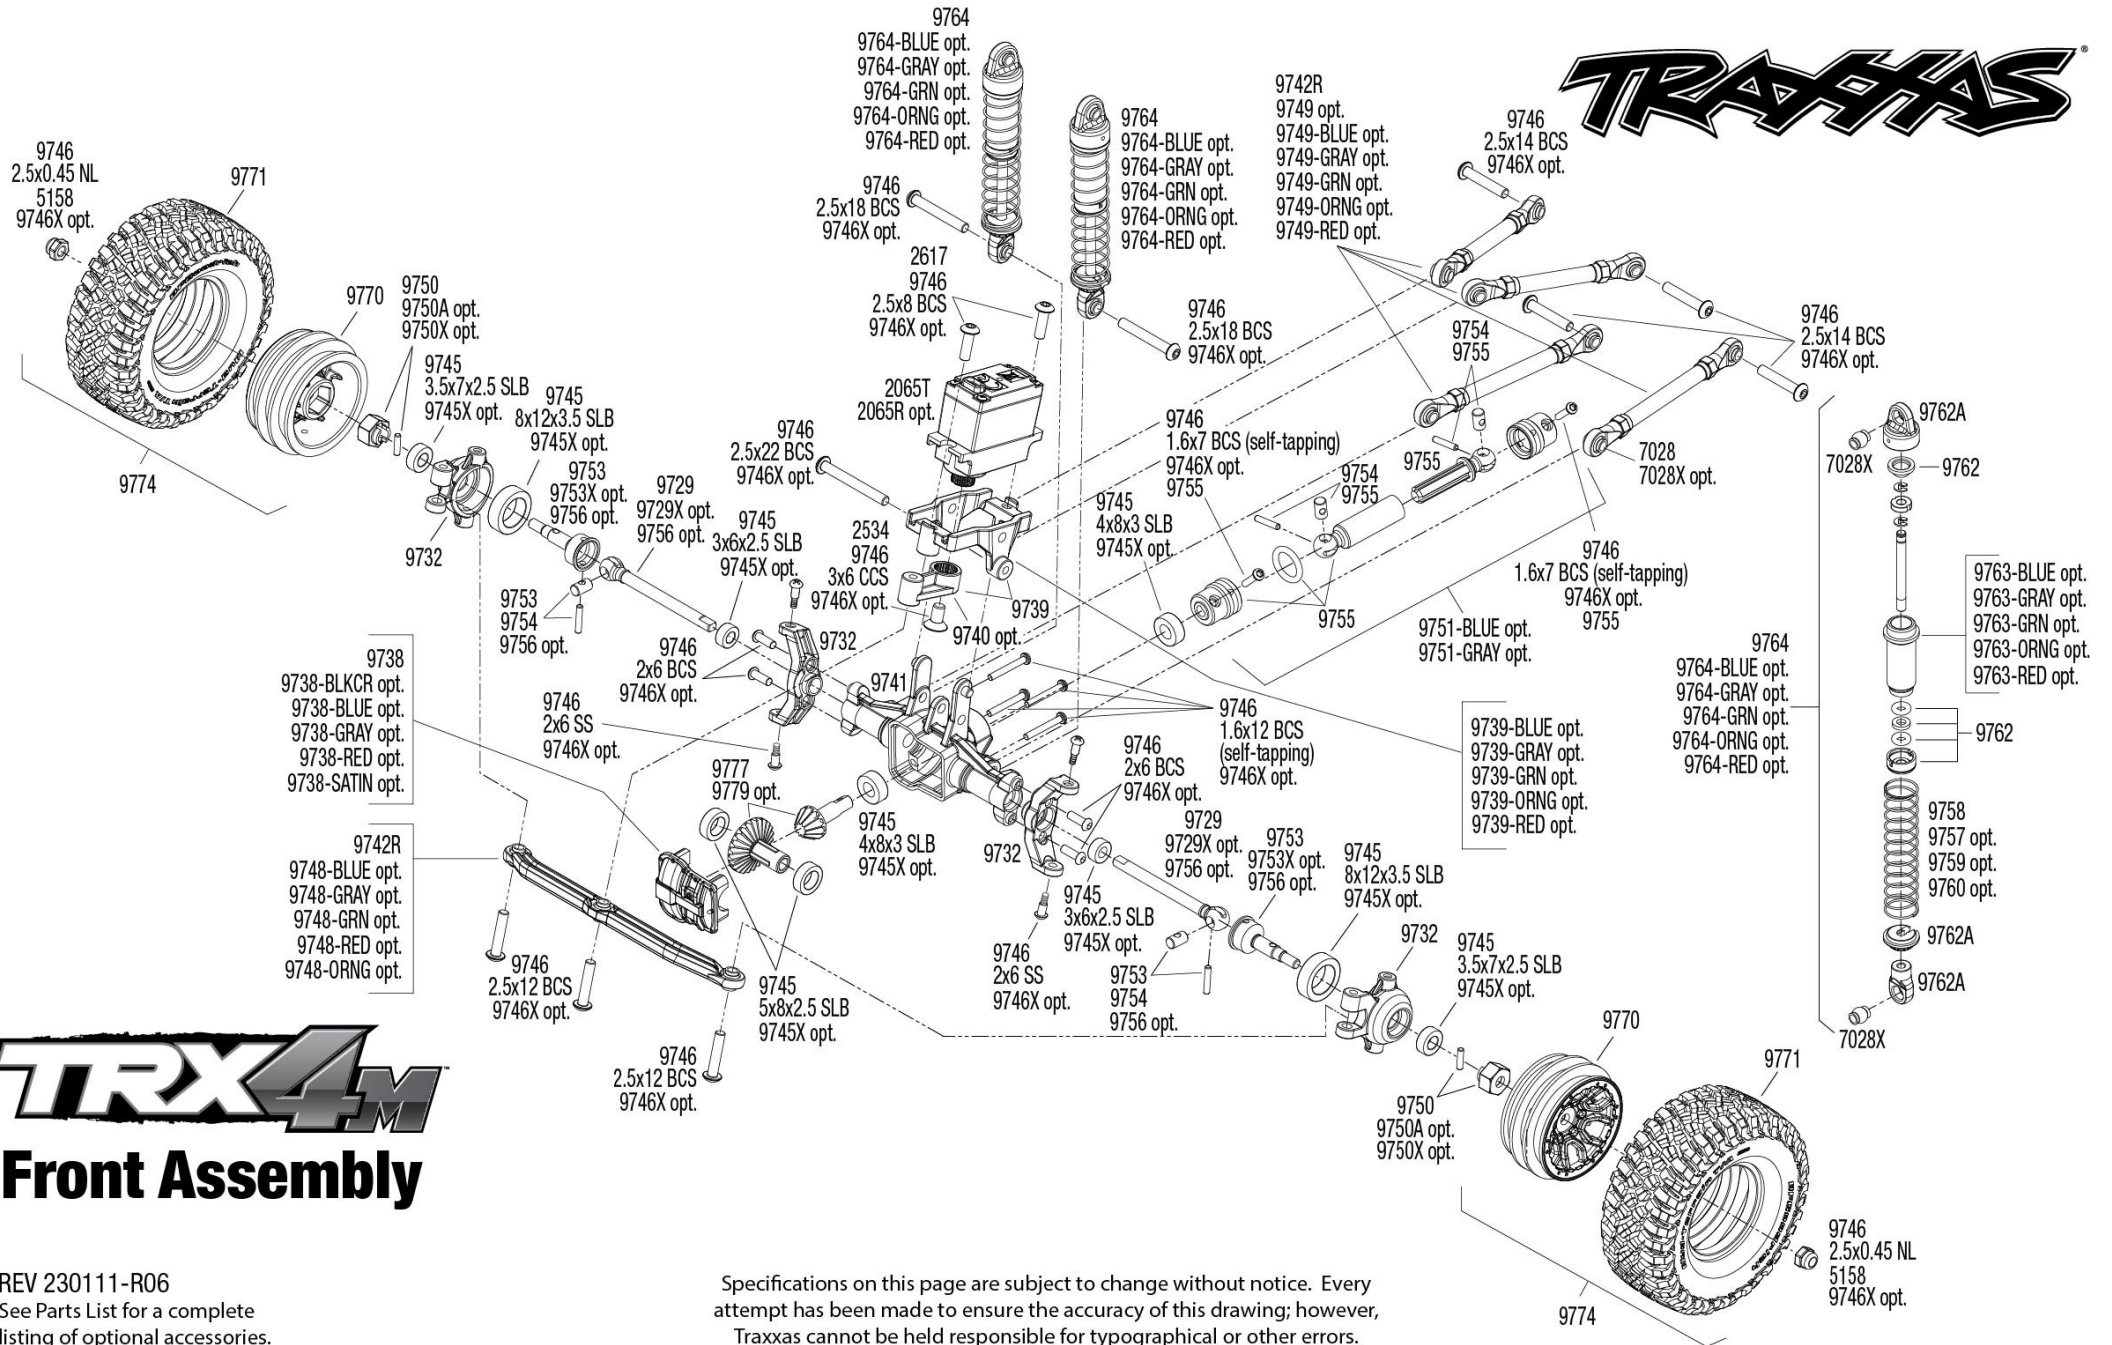 TRAXXAS
®
9764
9764-BLUE opt.
9764-GRAY opt.
9764-GRN opt.
9764-ORNG opt.
9764-RED opt.
9764
9764-BLUE opt.
9764-GRAY opt.
9764-GRN opt.
9764-ORNG opt.
9764-RED opt.
9742R
9749 opt.
9749-BLUE opt.
9749-GRAY opt.
9749-GRN opt.
9749-ORNG opt.
9749-RED opt.
9746
2.5x14 BCS
9746X opt.
9746
2.5x0.45 NL
5158
9746X opt.
9771
9746
2.5x18 BCS
9746X opt.
2617
9746
2.5x8 BCS
9746X opt.
9746
2.5x18 BCS
9746X opt.
9754
9755
9746
2.5x14 BCS
9746X opt.
9770
9750
9750A opt.
9750X opt.
9745
3.5x7x2.5 SLB
9745X opt.
9745
8x12x3.5 SLB
9745X opt.
2065T
2065R opt.
9746
1.6x7 BCS (self-tapping)
9746X opt.
9755
9746
2.5x22 BCS
9746X opt.
9774
9753
9753X opt.
9756 opt.
9729
9729X opt.
9756 opt.
9745
3x6x2.5 SLB
9745X opt.
2534
9746
3x6 CCS
9746X opt.
9745
4x8x3 SLB
9745X opt.
9754
9755
9755
7028
7028X opt.
9762A
7028X
9762
9732
9753
9754
9756 opt.
9739
9740 opt.
9755
9746
1.6x7 BCS (self-tapping)
9746X opt.
9755
9751-BLUE opt.
9751-GRAY opt.
9763-BLUE opt.
9763-GRAY opt.
9763-GRN opt.
9763-ORNG opt.
9763-RED opt.
9738
9738-BLKCR opt.
9738-BLUE opt.
9738-GRAY opt.
9738-RED opt.
9738-SATIN opt.
9746
2x6 BCS
9746X opt.
9732
9741
9746
2x6 SS
9746X opt.
9746
1.6x12 BCS
(self-tapping)
9746X opt.
9739-BLUE opt.
9739-GRAY opt.
9739-GRN opt.
9739-ORNG opt.
9739-RED opt.
9764
9764-BLUE opt.
9764-GRAY opt.
9764-GRN opt.
9764-ORNG opt.
9764-RED opt.
9762
9777
9779 opt.
9746
2x6 BCS
9746X opt.
9742R
9748-BLUE opt.
9748-GRAY opt.
9748-GRN opt.
9748-RED opt.
9748-ORNG opt.
9745
4x8x3 SLB
9745X opt.
9732
9729
9729X opt.
9756 opt.
9753
9753X opt.
9756 opt.
9745
8x12x3.5 SLB
9745X opt.
9758
9757 opt.
9759 opt.
9760 opt.
9746
2.5x12 BCS
9746X opt.
9745
5x8x2.5 SLB
9745X opt.
9746
2x6 SS
9746X opt.
9745
3x6x2.5 SLB
9745X opt.
9753
9754
9756 opt.
9732
9745
3.5x7x2.5 SLB
9745X opt.
9762A
9762A
7028X
9746
2.5x12 BCS
9746X opt.
9770
9771
9750
9750A opt.
9750X opt.
9746
2.5x0.45 NL
5158
9746X opt.
9774
TRX4M
™
Front Assembly
REV 230111-R06
See Parts List for a complete
listing of optional accessories.
Specifications on this page are subject to change without notice. Every
attempt has been made to ensure the accuracy of this drawing; however,
Traxxas cannot be held responsible for typographical or other errors.